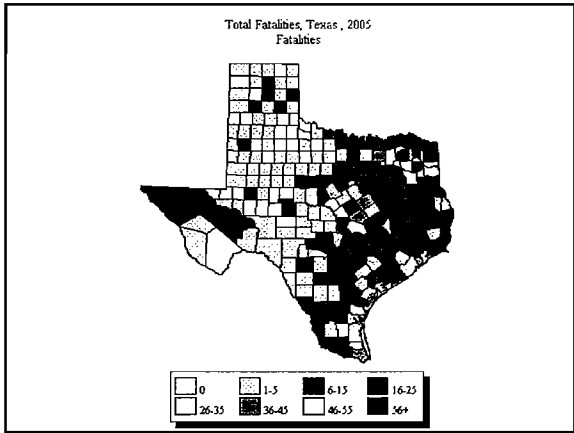 Total Fatalities, Texas , 2005
Fatalities
0 1-5 6-15 16-25
26-35 36-45 46-55 56+